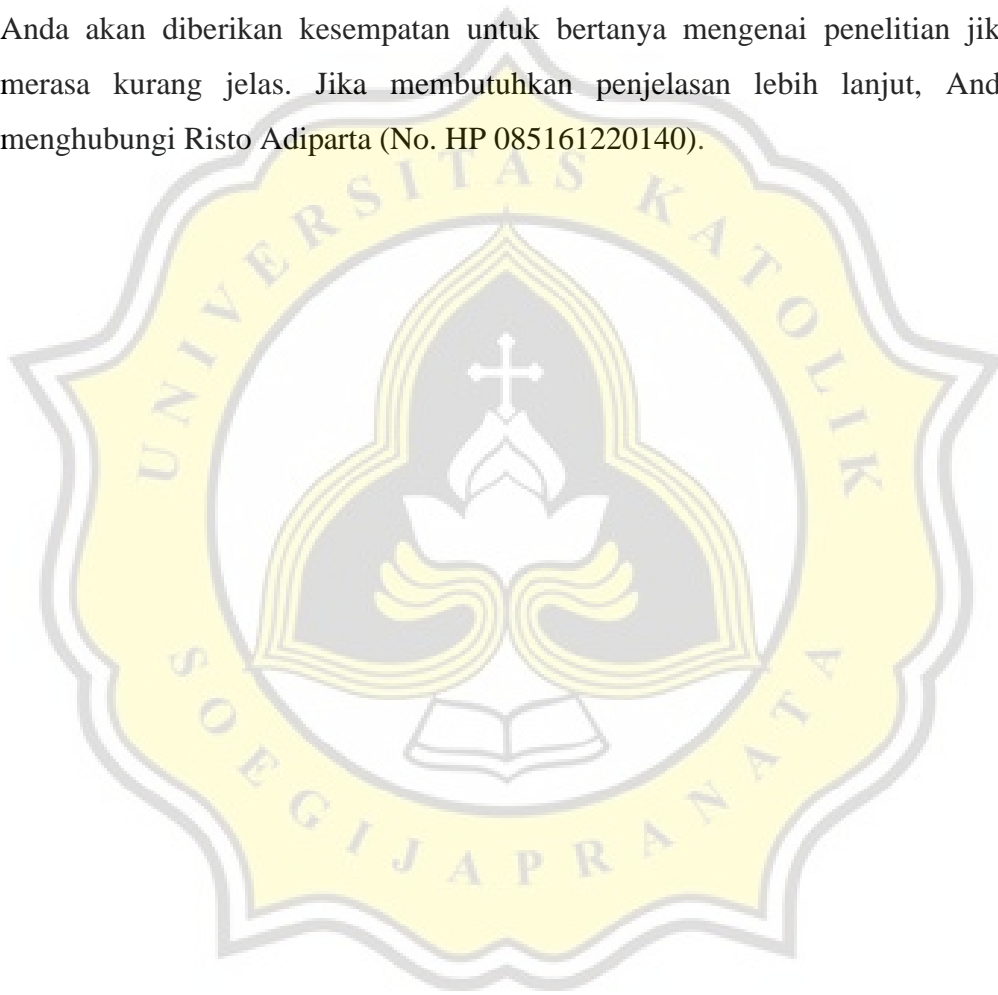 Anda akan diberikan kesempatan untuk bertanya mengenai penelitian jik
merasa kurang jelas. Jika membutuhkan penjelasan lebih lanjut, And
menghubungi Risto Adiparta (No. HP 085161220140).
UNIVERSITAS KATOLIK
SOEGIJAPRANATA